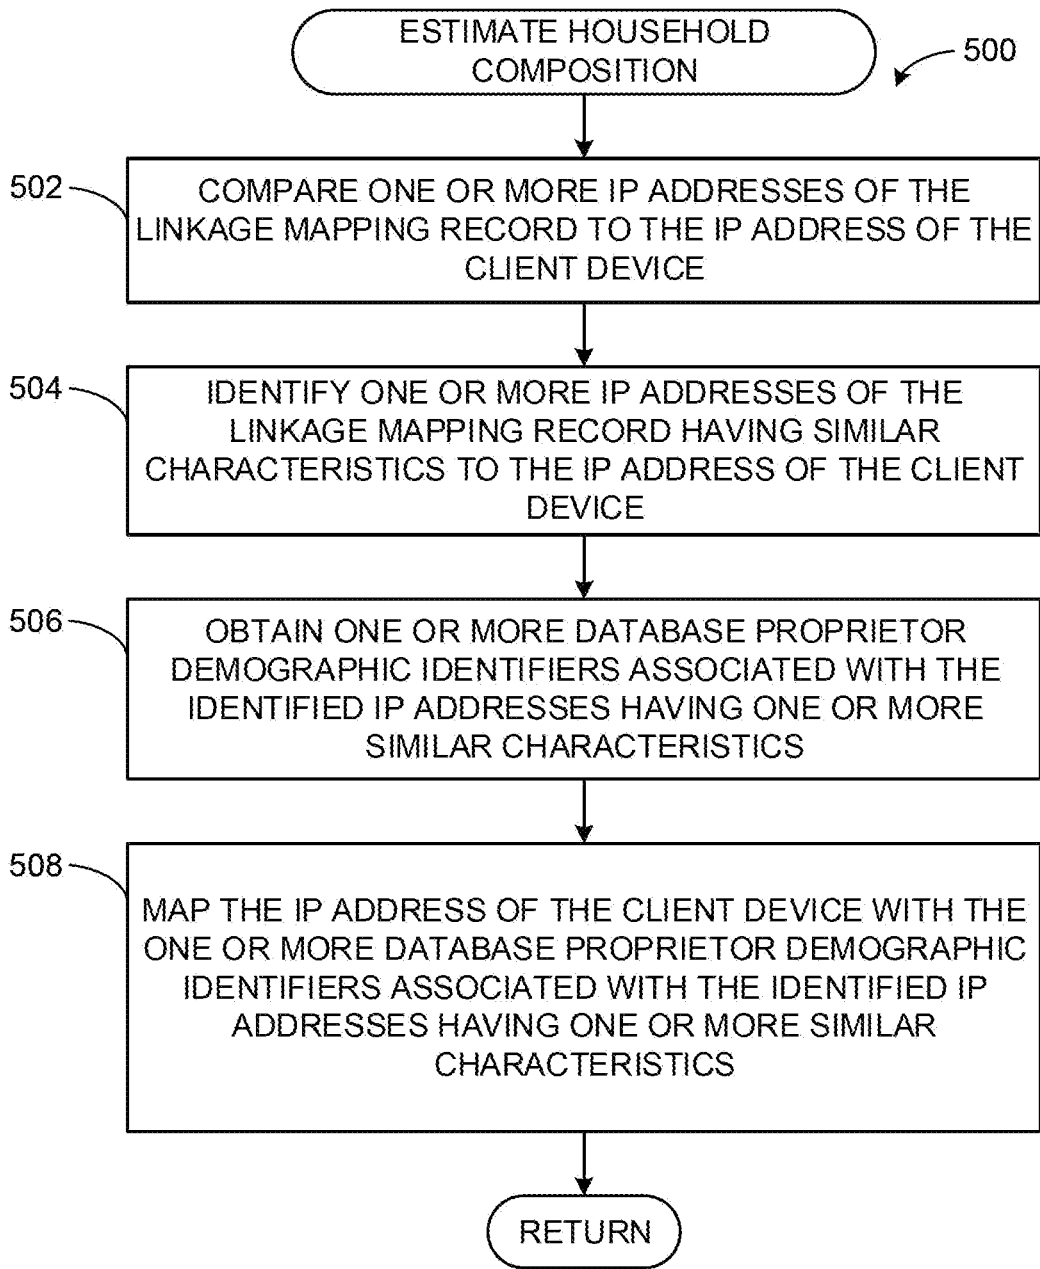 ESTIMATE HOUSEHOLD
COMPOSITION
500
502
COMPARE ONE OR MORE IP ADDRESSES OF THE
LINKAGE MAPPING RECORD TO THE IP ADDRESS OF THE
CLIENT DEVICE
504
IDENTIFY ONE OR MORE IP ADDRESSES OF THE
LINKAGE MAPPING RECORD HAVING SIMILAR
CHARACTERISTICS TO THE IP ADDRESS OF THE CLIENT
DEVICE
506
OBTAIN ONE OR MORE DATABASE PROPRIETOR
DEMOGRAPHIC IDENTIFIERS ASSOCIATED WITH THE
IDENTIFIED IP ADDRESSES HAVING ONE OR MORE
SIMILAR CHARACTERISTICS
508
MAP THE IP ADDRESS OF THE CLIENT DEVICE WITH THE
ONE OR MORE DATABASE PROPRIETOR DEMOGRAPHIC
IDENTIFIERS ASSOCIATED WITH THE IDENTIFIED IP
ADDRESSES HAVING ONE OR MORE SIMILAR
CHARACTERISTICS
RETURN